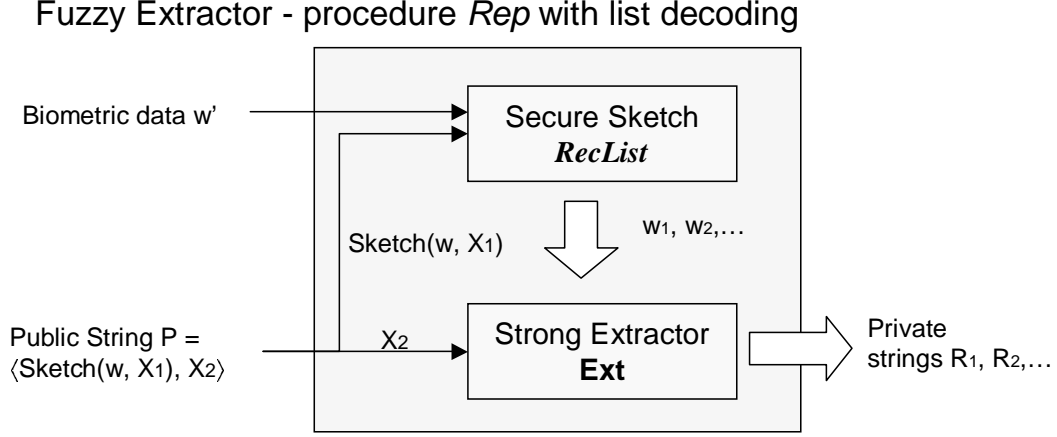 Fuzzy Extractor - procedure Rep with list decoding
Biometric data w’
Secure Sketch
RecList
Sketch(w, X1)
w1, w2,…
Public String P =
⟨Sketch(w, X1), X2⟩
X2
Strong Extractor
Ext
Private
strings R1, R2,…